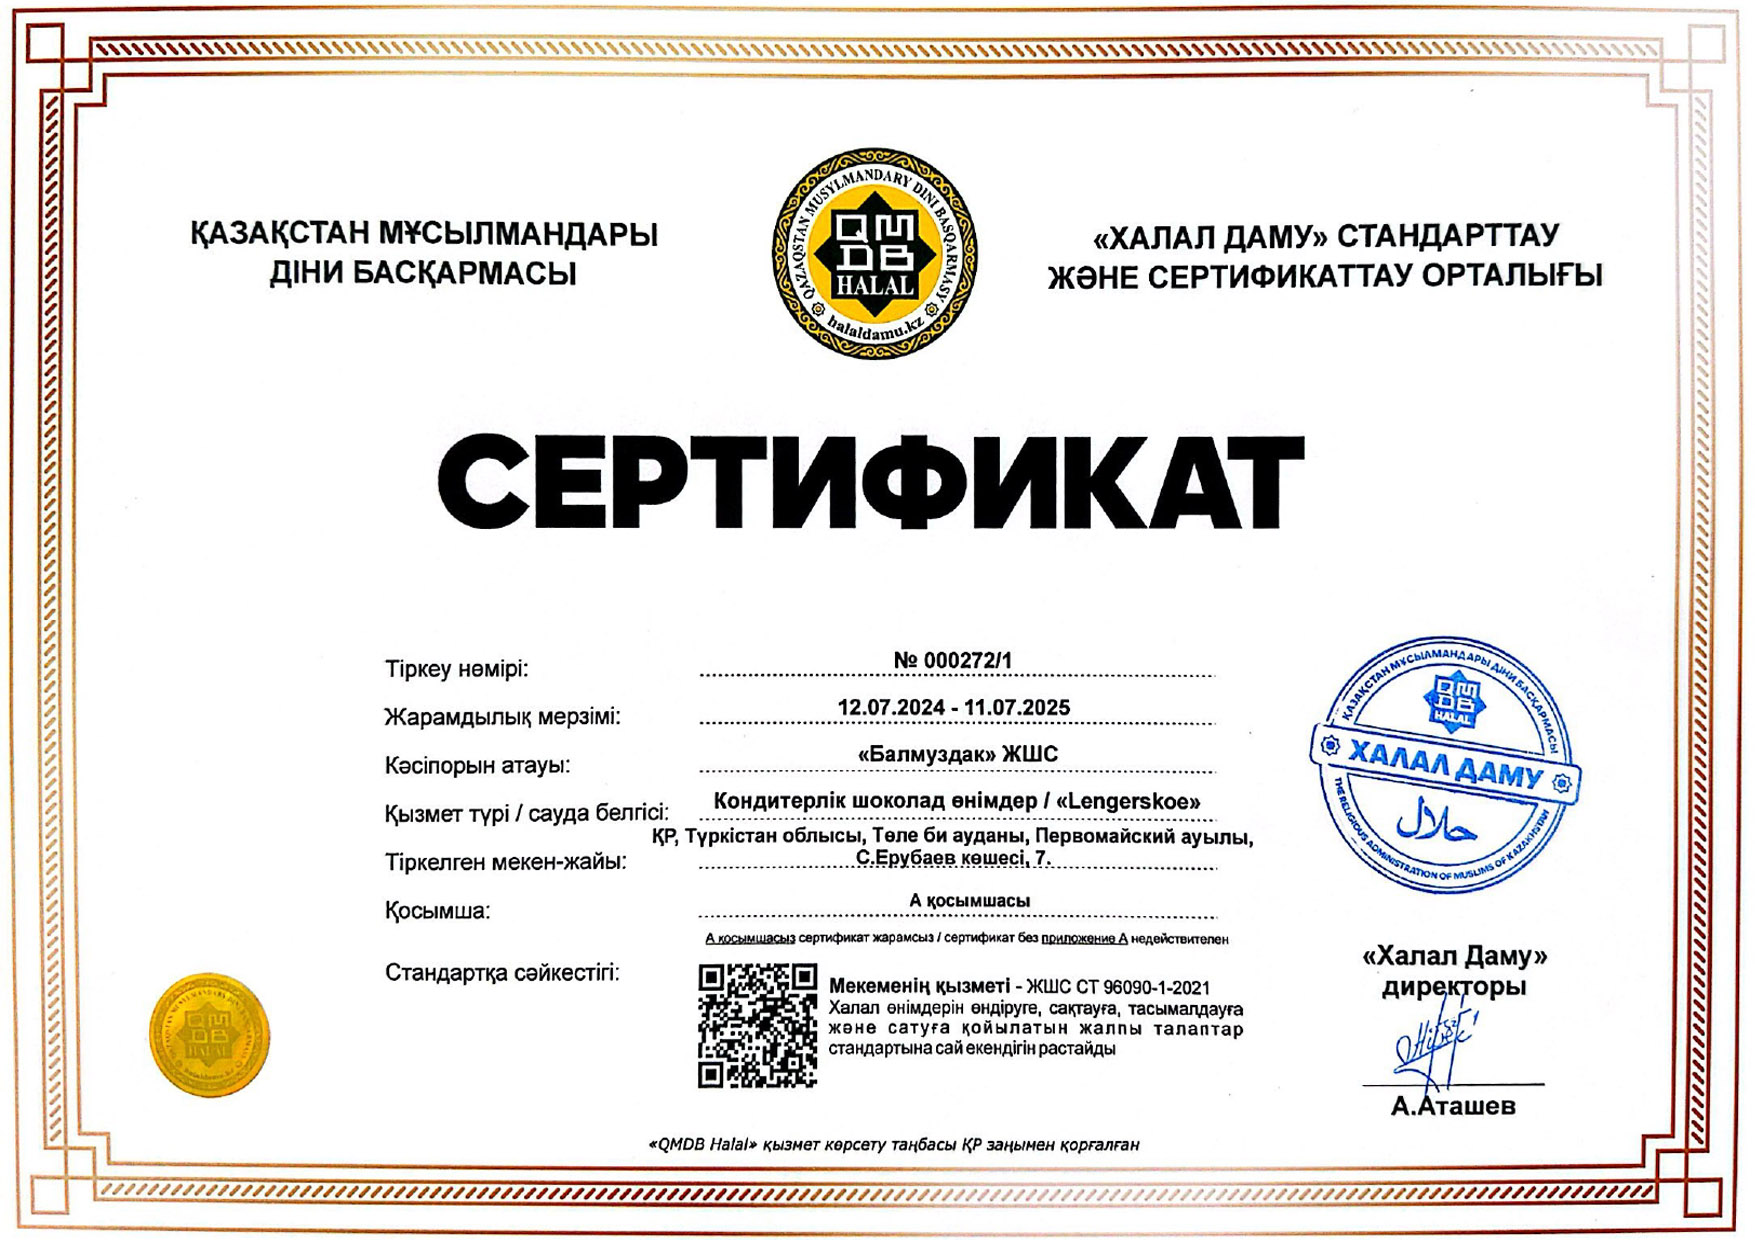 ҚАЗАҚСТАН МҰСЫЛМАНДАРЫ
ДІНИ БАСҚАРМАСЫ
QAZAQSTAN MUSYLMANDARY DINI BASQARMASY
QM
DB
HALAL
halaldamu.kz
«ХАЛАЛ ДАМУ» СТАНДАРТТАУ
ЖӘНЕ СЕРТИФИКАТТАУ ОРТАЛЫҒЫ
СЕРТИФИКАТ
Тіркеу нөмірі: № 000272/1
Жарамдылық мерзімі: 12.07.2024 - 11.07.2025
Кәсіпорын атауы: «Балмуздак» ЖШС
Қызмет түрі / сауда белгісі: Кондитерлік шоколад өнімдер / «Lengerskoe»
Тіркелген мекен-жайы: ҚР, Түркістан облысы, Төле би ауданы, Первомайский ауылы,
С.Ерубаев көшесі, 7.
Қосымша: А қосымшасы
А қосымшасыз сертификат жарамсыз / сертификат без приложение А недействителен
Стандартқа сәйкестігі:
Мекеменің қызметі - ЖШС СТ 96090-1-2021
Халал өнімдерін өндіруге, сақтауға, тасымалдауға
және сатуға қойылатын жалпы талаптар
стандартына сай екендігін растайды
ҚАЗАҚСТАН МҰСЫЛМАНДАРЫ ДІНИ БАСҚАРМАСЫ
QM
DB
HALAL
ХАЛАЛ ДАМУ
حلال
THE RELIGIOUS ADMINISTRATION OF MUSLIMS OF KAZAKHSTAN
«Халал Даму»
директоры
А.Аташев
QM
DB
HALAL
«QMDB Halal» қызмет көрсету таңбасы ҚР заңымен қорғалған